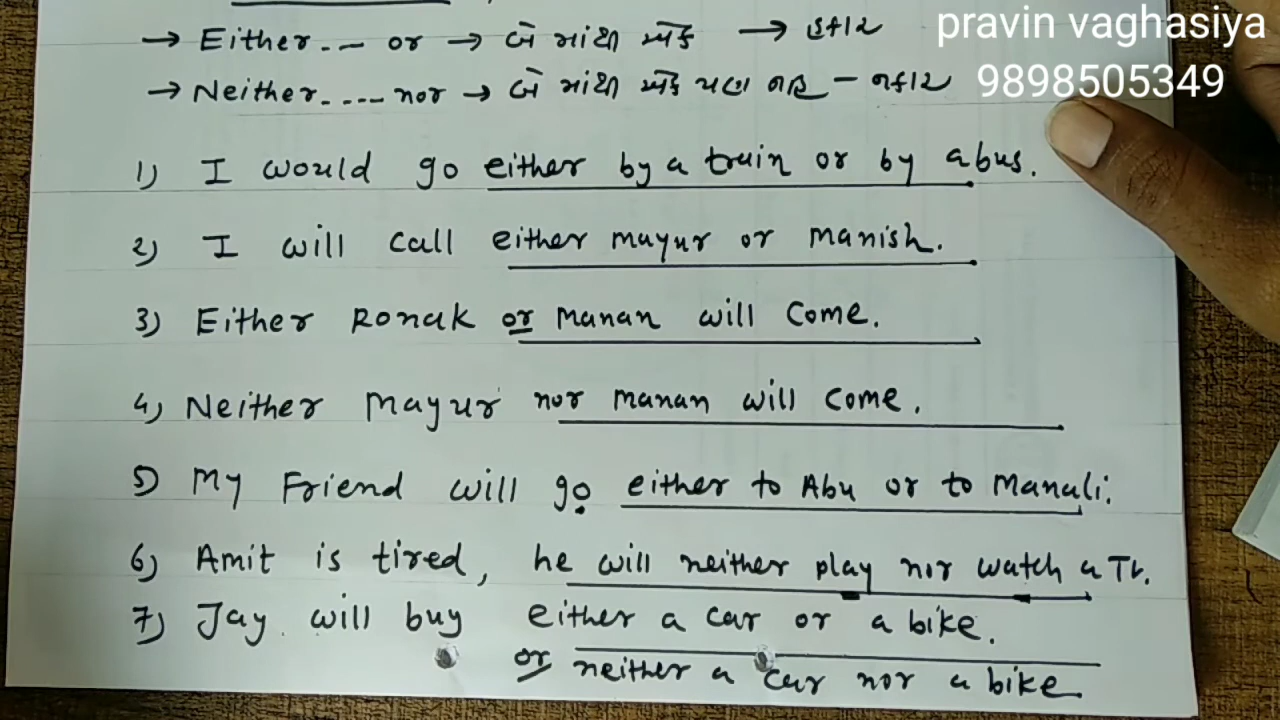 pravin vaghasiya
9898505349
→ Either... or → બે માંથી એક → હકાર
→ Neither.... nor → બે માંથી એક પણ નહિ - નકાર
1) I would go either by a train or by a bus.
2) I will call either mayur or manish.
3) Either Ronak or manan will come.
4) Neither mayur nor manan will come.
5) My Friend will go either to Abu or to Manali.
6) Amit is tired, he will neither play nor watch a Tv.
7) Jay will buy either a car or a bike.
or neither a car nor a bike